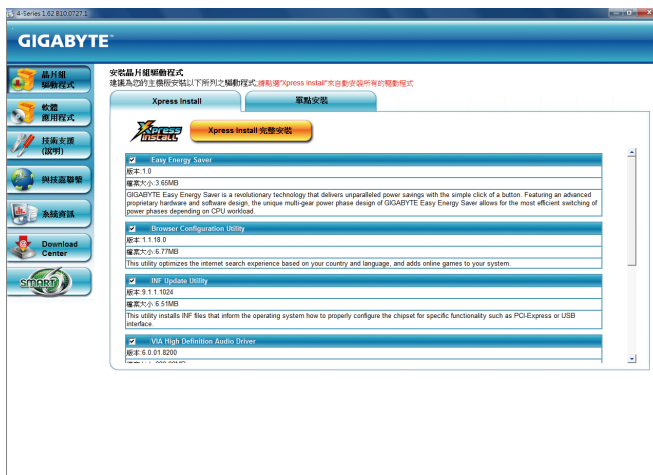 4-Series 1.62 B10.0727.1
GIGABYTE™
晶片組
驅動程式
軟體
應用程式
技術支援
(說明)
與技嘉聯繫
系統資訊
Download
Center
SMART
安裝晶片組驅動程式
建議為您的主機板安裝以下所列之驅動程式;請點選"Xpress Install"來自動安裝所有的驅動程式
Xpress Install
單點安裝
Xpress
INSTALL
Xpress Install 完整安裝
Easy Energy Saver
版本:1.0
檔案大小:3.65MB
GIGABYTE Easy Energy Saver is a revolutionary technology that delivers unparalleled power savings with the simple click of a button. Featuring an advanced
proprietary hardware and software design, the unique multi-gear power phase design of GIGABYTE Easy Energy Saver allows for the most efficient switching of
power phases depending on CPU workload.
Browser Configuration Utility
版本:1.1.18.0
檔案大小:6.77MB
This utility optimizes the internet search experience based on your country and language, and adds online games to your system.
INF Update Utility
版本:9.1.1.1024
檔案大小:6.51MB
This utility installs INF files that inform the operating system how to properly configure the chipset for specific functionality such as PCI-Express or USB
interface.
VIA High Definition Audio Driver
版本:6.0.01.8200